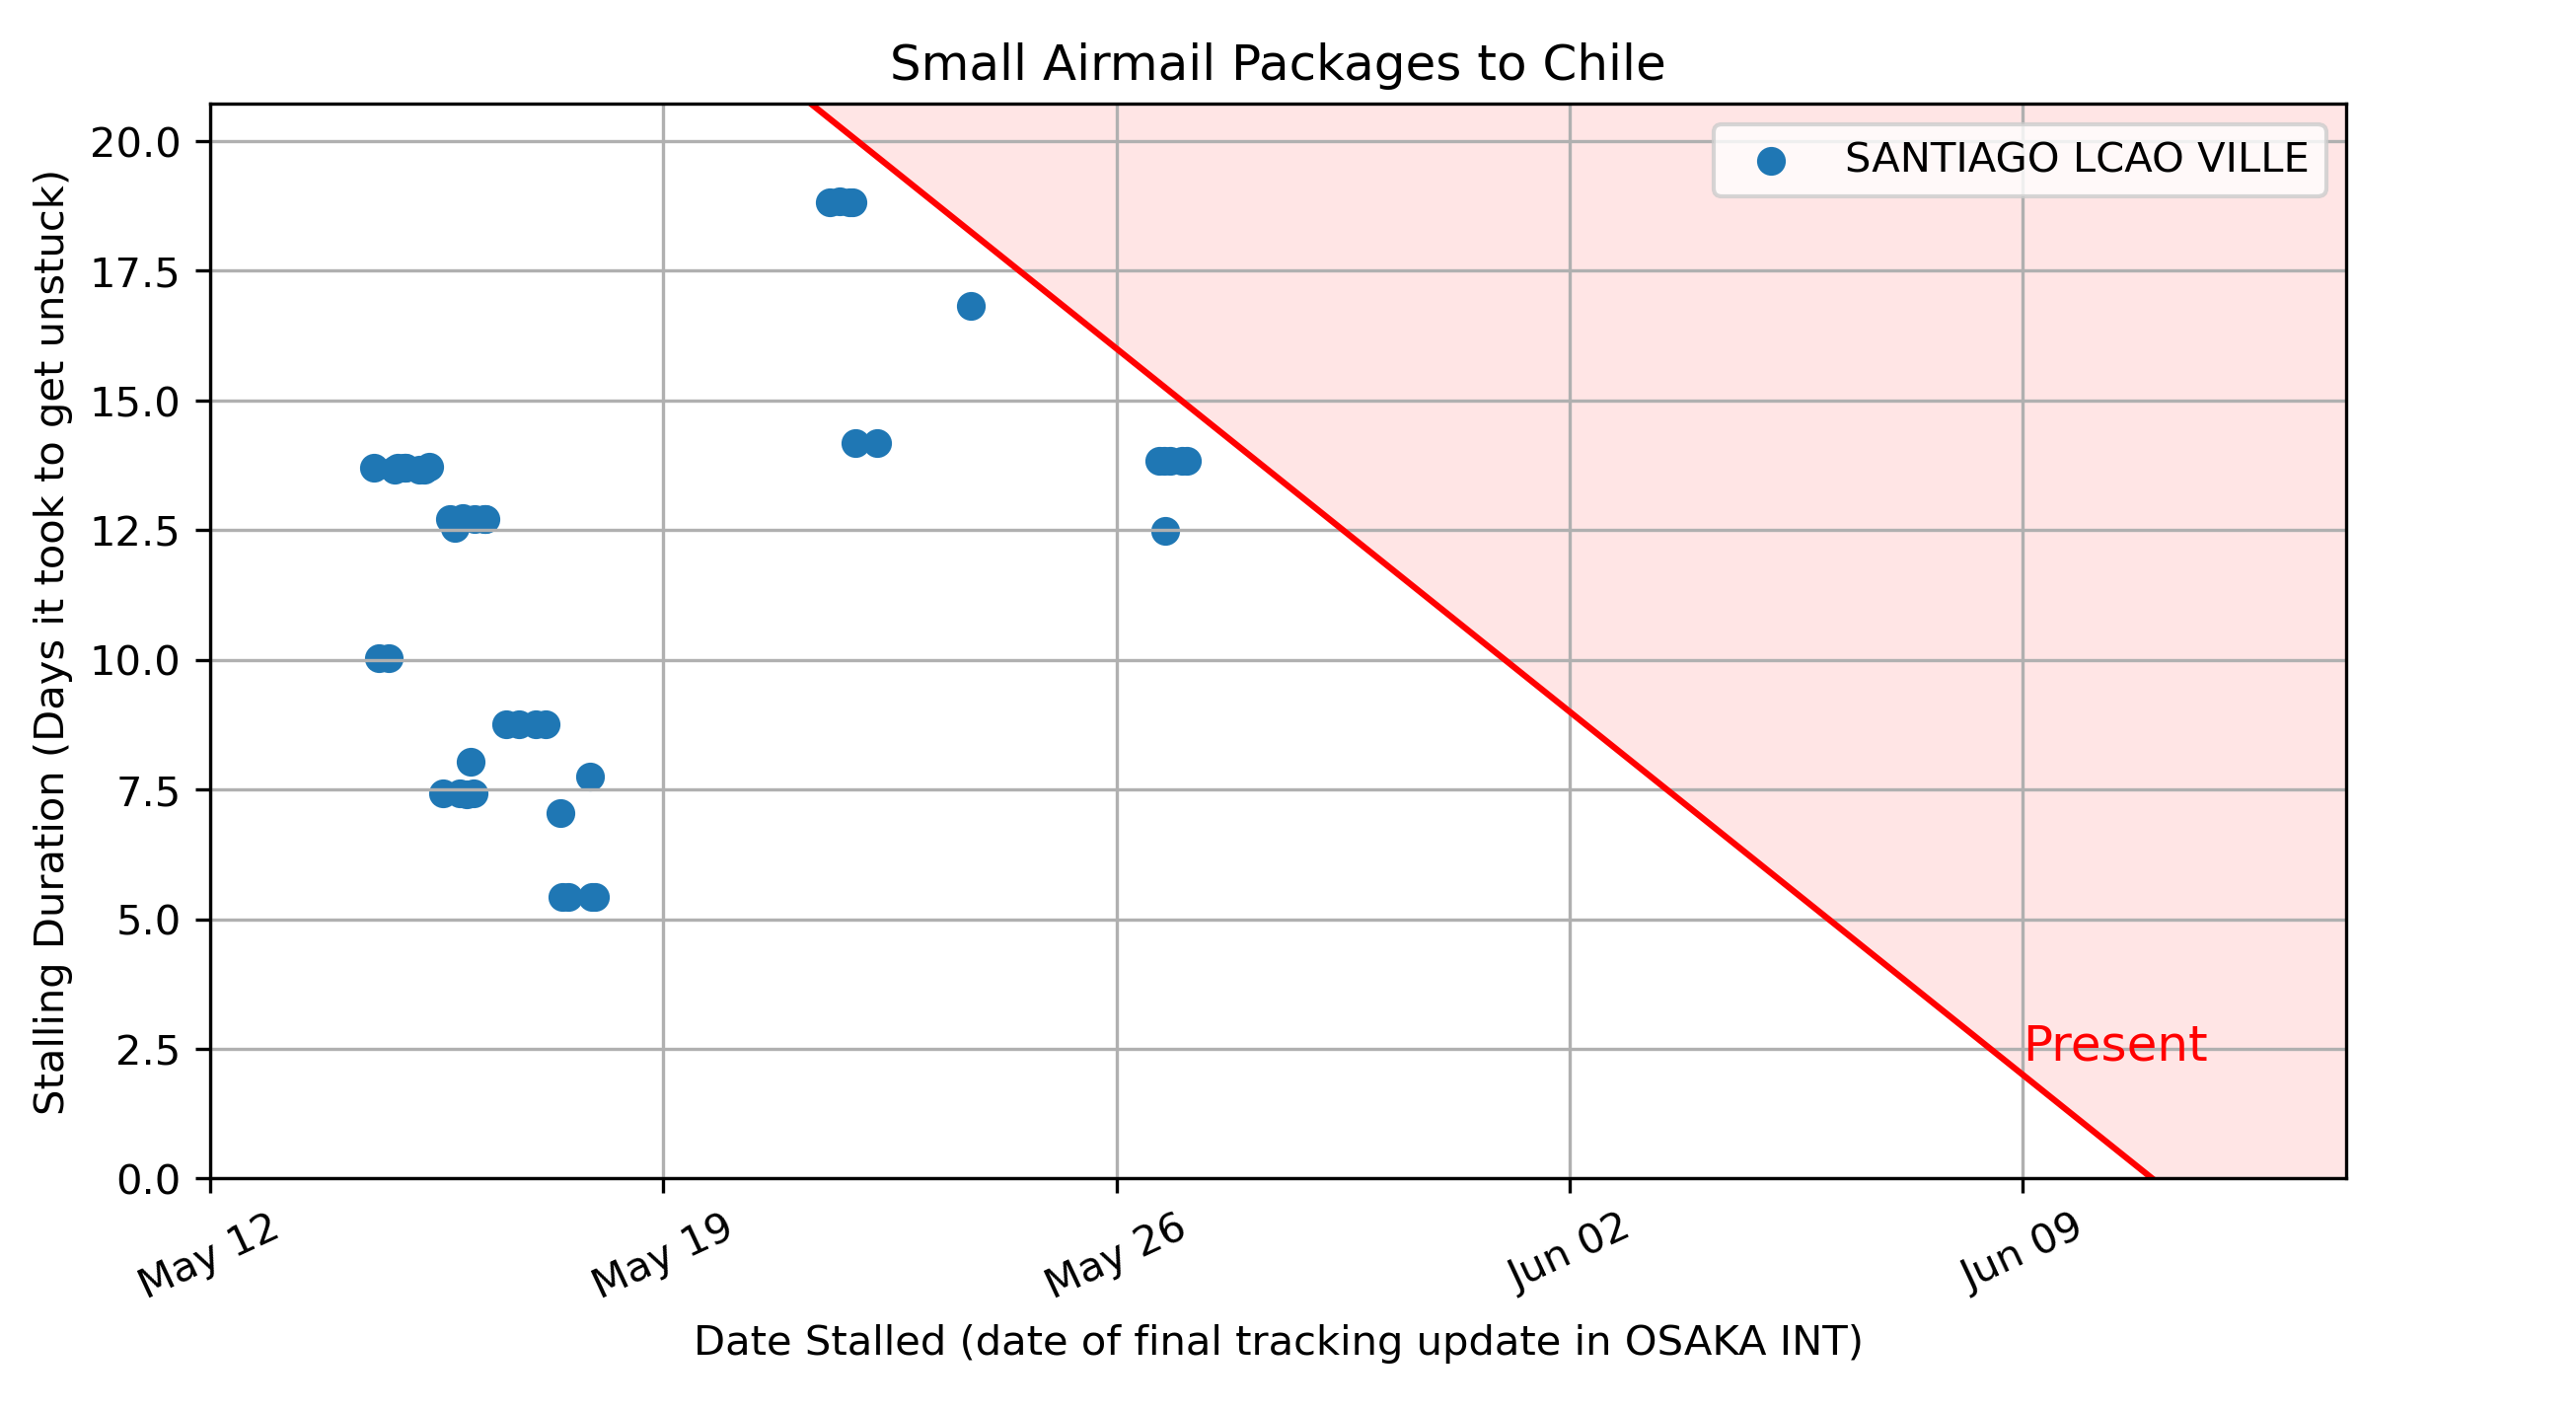 Small Airmail Packages to Chile
SANTIAGO LCAO VILLE
Stalling Duration (Days it took to get unstuck)
20.0
17.5
15.0
12.5
10.0
7.5
5.0
2.5
0.0
Present
May 12
May 19
May 26
Jun 02
Jun 09
Date Stalled (date of final tracking update in OSAKA INT)